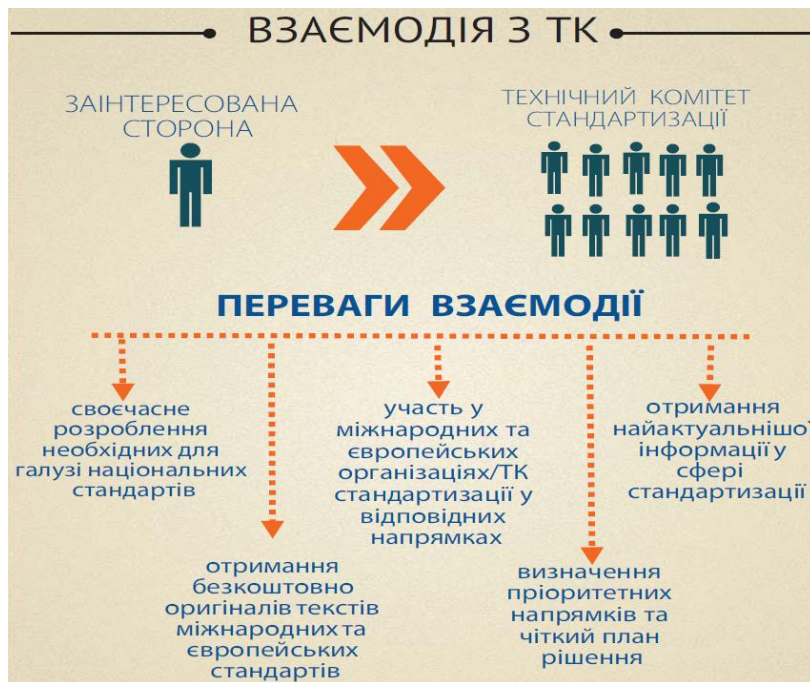 ВЗАЄМОДІЯ З ТК
ЗАІНТЕРЕСОВАНА
СТОРОНА
ТЕХНІЧНИЙ КОМІТЕТ
СТАНДАРТИЗАЦІЇ
ПЕРЕВАГИ ВЗАЄМОДІЇ
своєчасне
розроблення
необхідних для
галузі національних
стандартів
отримання
безкоштовно
оригіналів текстів
міжнародних та
європейських
стандартів
участь у
міжнародних та
європейських
організаціях/ТК
стандартизації у
відповідних
напрямках
визначення
пріоритетних
напрямків та
чіткий план
рішення
отримання
найактуальнішої
інформації у
сфері
стандартизації